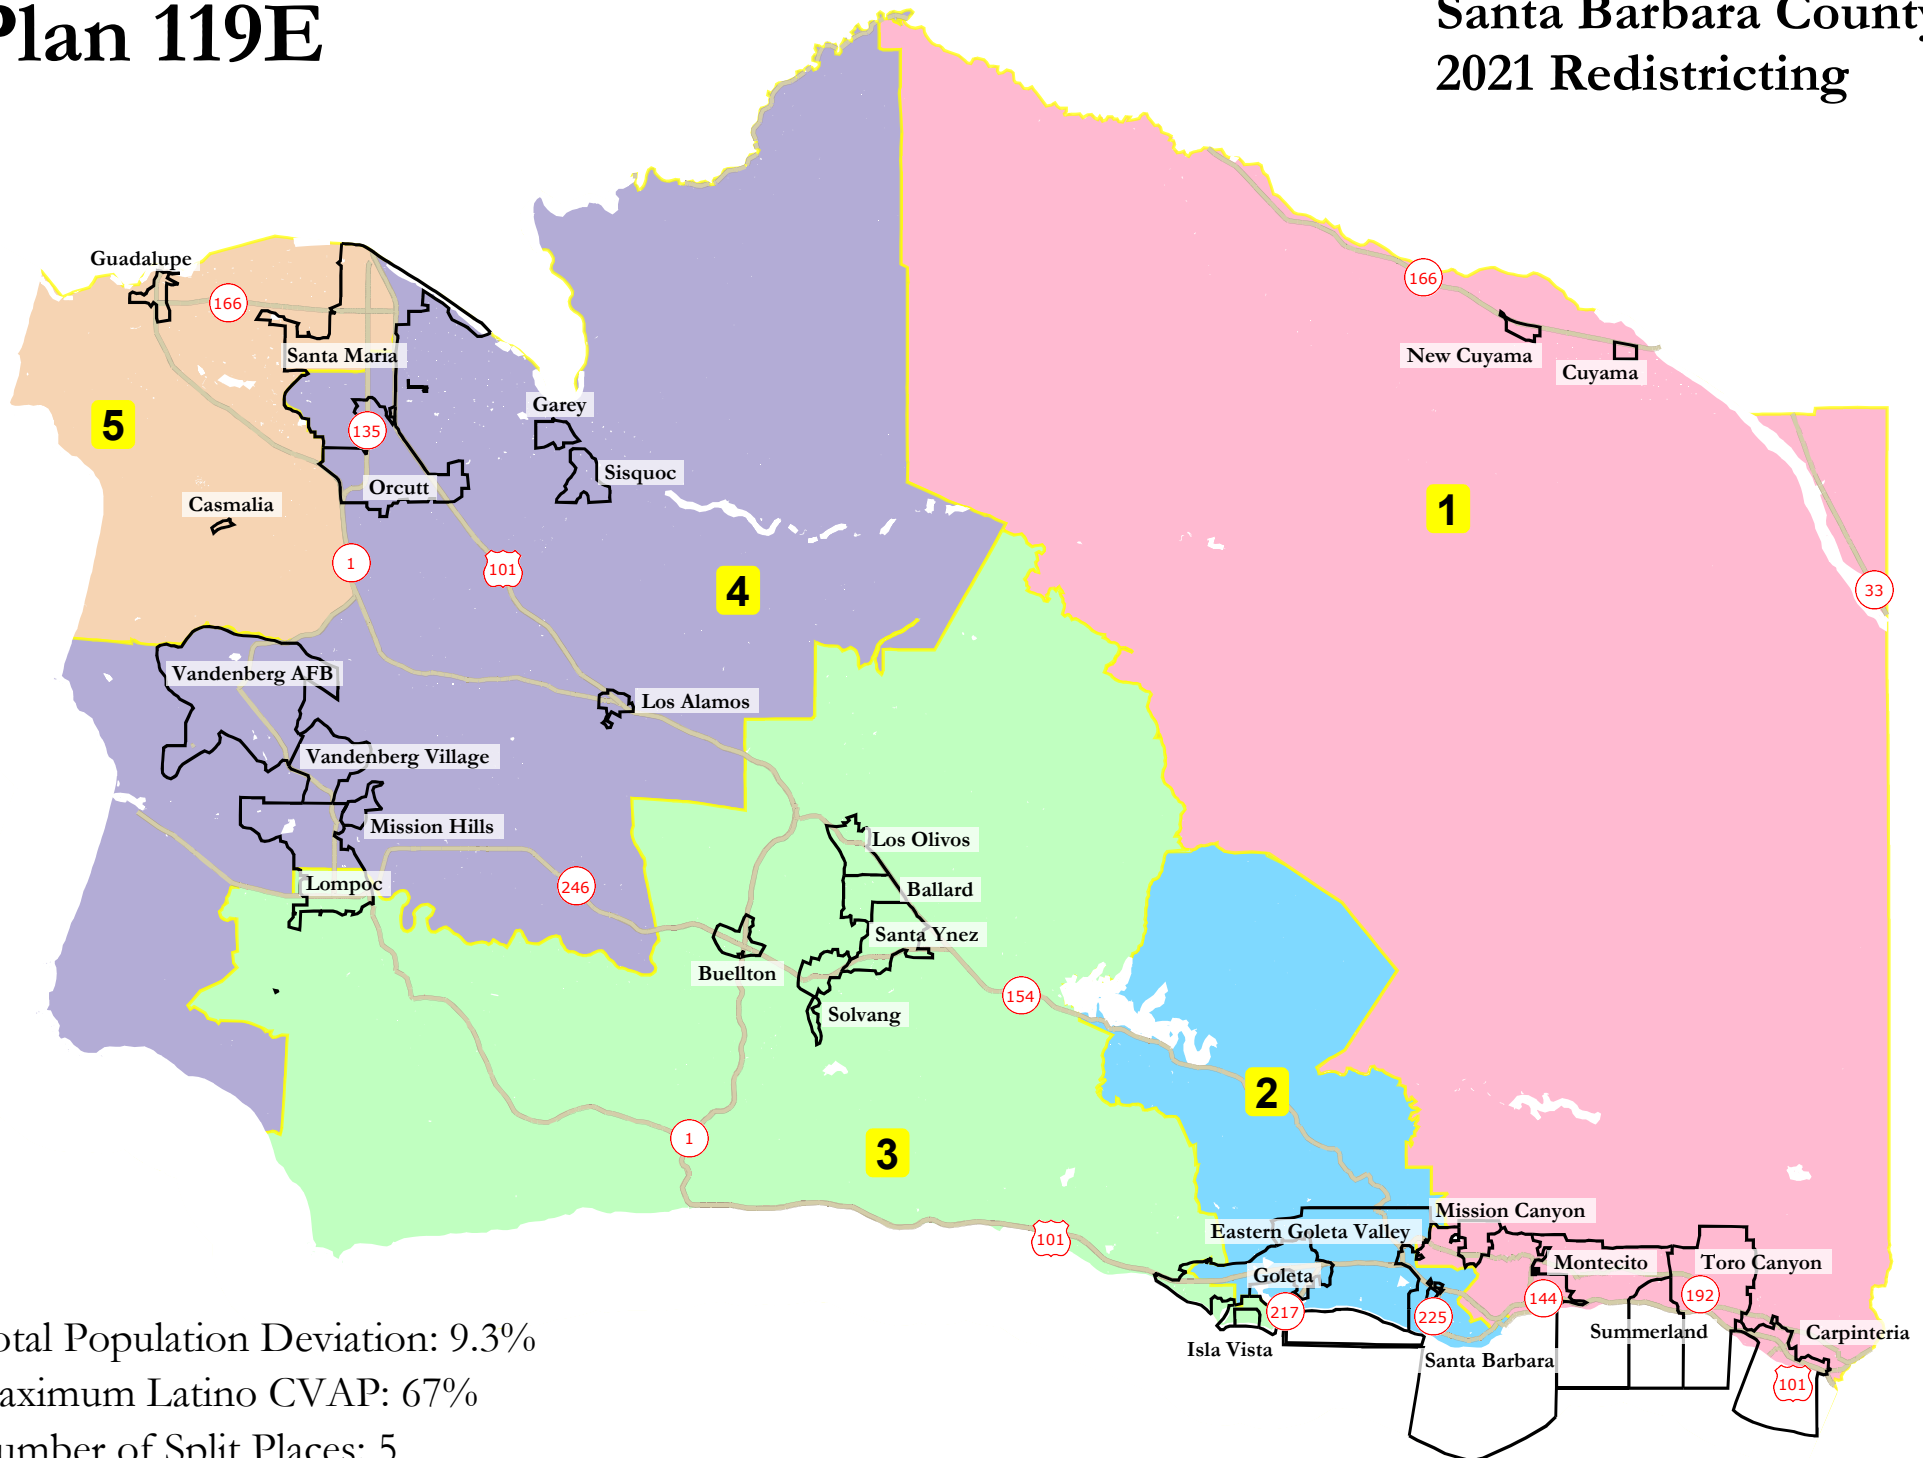 Plan 119E
Santa Barbara County
2021 Redistricting
Guadalupe
166
166
Santa Maria
New Cuyama
Cuyama
Garey
5
135
Sisquoc
Orcutt
Casmalia
1
1
101
4
33
Vandenberg AFB
Los Alamos
Vandenberg Village
Mission Hills
Los Olivos
Lompoc
246
Ballard
Santa Ynez
Buellton
154
Solvang
2
1
3
Mission Canyon
101
Eastern Goleta Valley
Montecito
Toro Canyon
Goleta
217
225
144
192
Summerland
Carpinteria
Isla Vista
Santa Barbara
101
otal Population Deviation: 9.3%
aximum Latino CVAP: 67%
umber of Split Places: 5